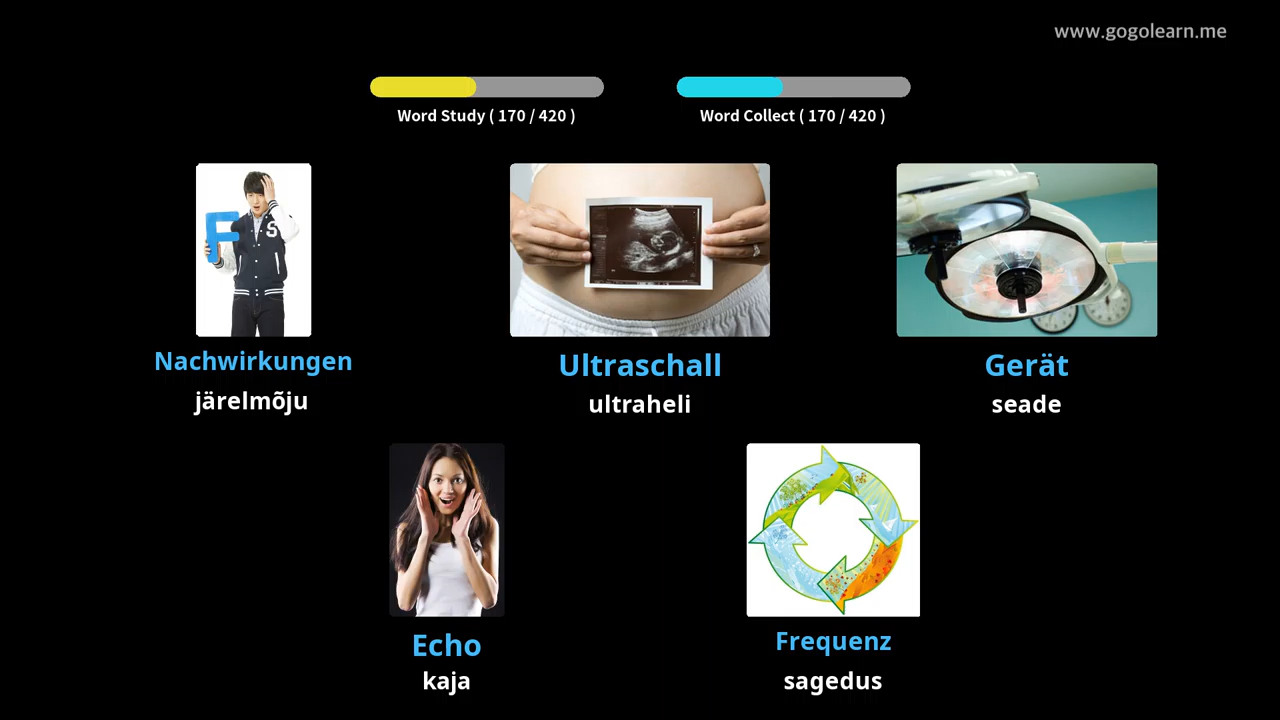 www.gogolearn.me
Word Study ( 170 / 420 )
Word Collect ( 170 / 420 )
F
S
Nachwirkungen
järelmõju
Ultraschall
ultraheli
Gerät
seade
Echo
kaja
Frequenz
sagedus